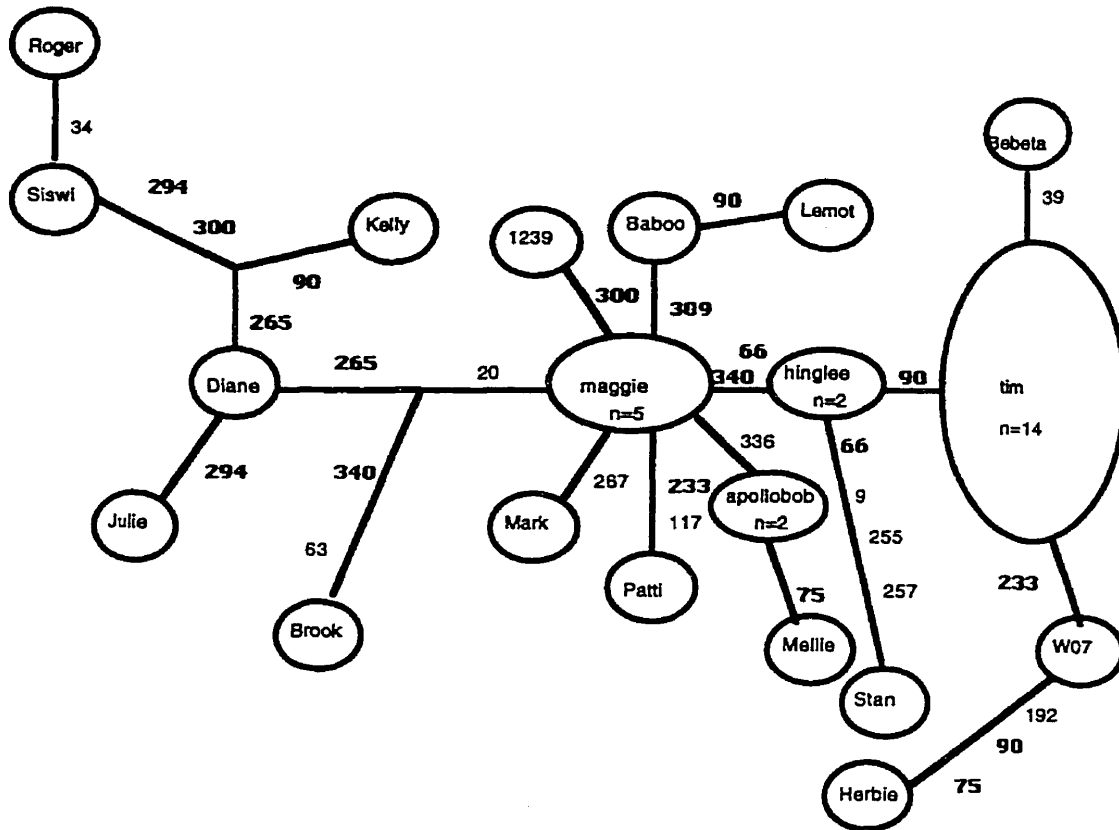 Roger
34
Siswi
294
300
Kelly
90
265
Diane
265
20
294
Julie
340
63
Brook
1239
300
Baboo
90
Lemot
309
maggie
n=5
66
340
hinglee
n=2
90
tim
n=14
39
Bebeta
267
Mark
233
117
Patti
336
apollobob
n=2
75
Mellie
66
9
255
257
Stan
233
W07
192
90
75
Herbie